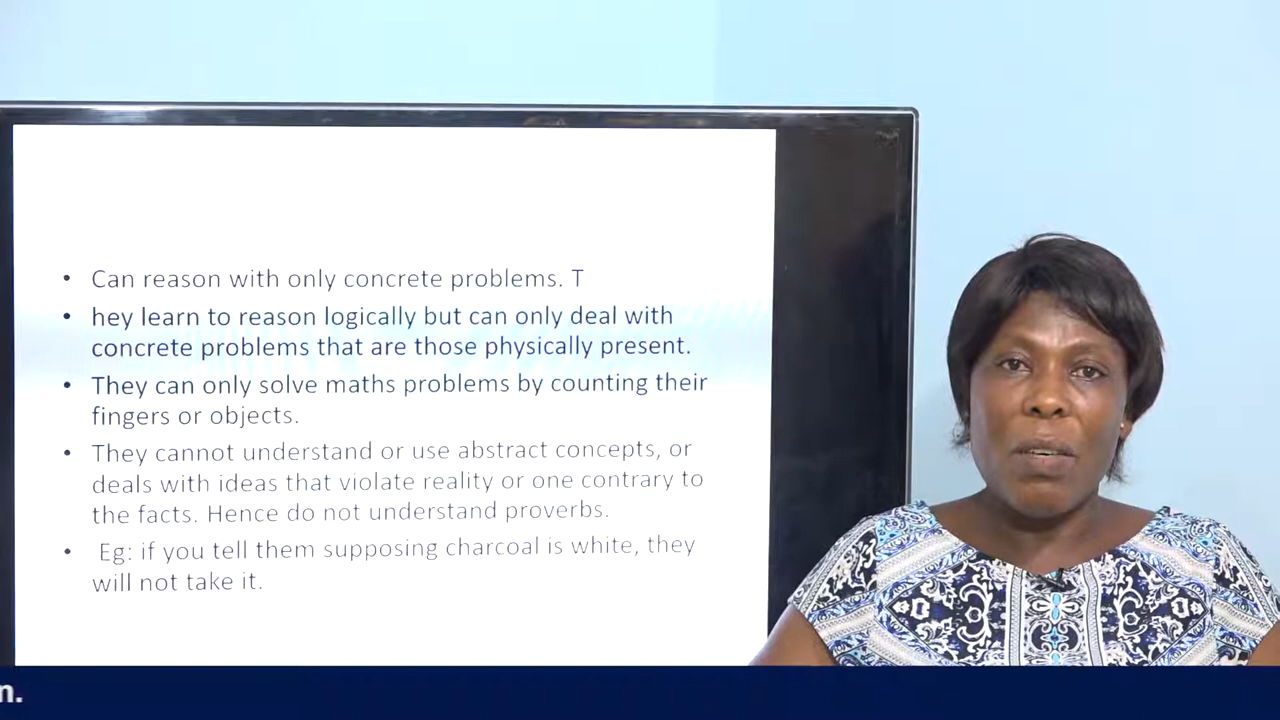 • Can reason with only concrete problems. T
• hey learn to reason logically but can only deal with
concrete problems that are those physically present.
• They can only solve maths problems by counting their
fingers or objects.
• They cannot understand or use abstract concepts, or
deals with ideas that violate reality or one contrary to
the facts. Hence do not understand proverbs.
• Eg: if you tell them supposing charcoal is white, they
will not take it.
n.